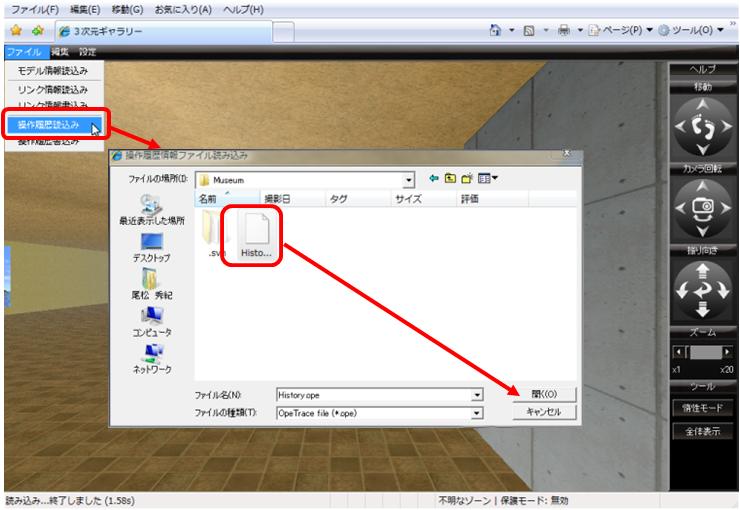 ファイル(F) 編集(E) 移動(G) お気に入り(A) ヘルプ(H)
3次元ギャラリー
ページ(P) ツール(O)
ファイル 編集 設定
モデル情報読込み
リンク情報読込み
リンク情報書込み
操作履歴読込み
操作履歴書込み
操作履歴情報ファイル読み込み
ファイルの場所(I): Museum
名前 撮影日 タグ サイズ 評価
最近表示した場所
デスクトップ
尾松 秀紀
コンピュータ
ネットワーク
.svn Histo...
ファイル名(N): History.ope 開く(O)
ファイルの種類(T): OpeTrace file (*.ope) キャンセル
ヘルプ
移動
カメラ回転
振り向き
ズーム
x1 x20
ツール
慣性モード
全体表示
読み込み...終了しました (1.58s) 不明なゾーン | 保護モード: 無効